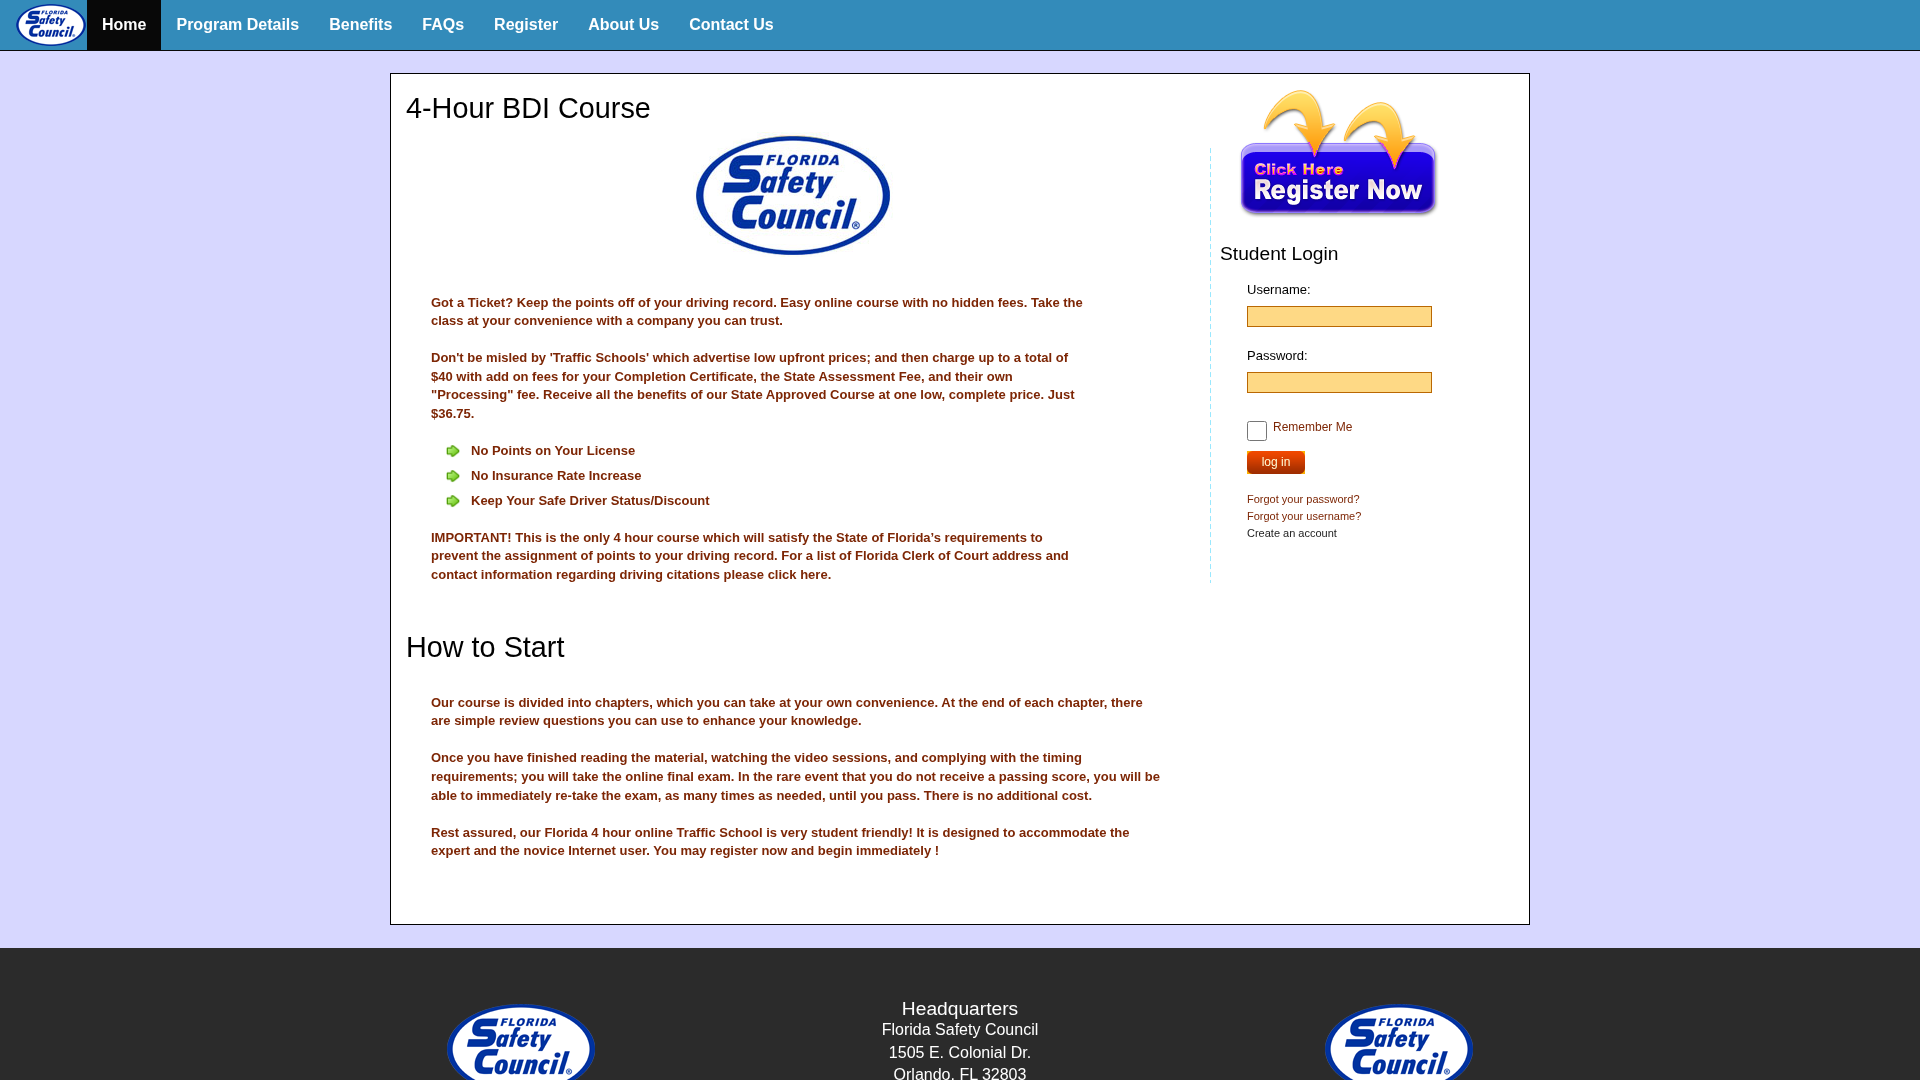 FLORIDA
Safety
Council
Home
Program Details
Benefits
FAQs
Register
About Us
Contact Us
4-Hour BDI Course
FLORIDA
Safety
Council®
Got a Ticket? Keep the points off of your driving record. Easy online course with no hidden fees. Take the
class at your convenience with a company you can trust.
Don't be misled by 'Traffic Schools' which advertise low upfront prices; and then charge up to a total of
$40 with add on fees for your Completion Certificate, the State Assessment Fee, and their own
"Processing" fee. Receive all the benefits of our State Approved Course at one low, complete price. Just
$36.75.
No Points on Your License
No Insurance Rate Increase
Keep Your Safe Driver Status/Discount
IMPORTANT! This is the only 4 hour course which will satisfy the State of Florida’s requirements to
prevent the assignment of points to your driving record. For a list of Florida Clerk of Court address and
contact information regarding driving citations please click here.
How to Start
Our course is divided into chapters, which you can take at your own convenience. At the end of each chapter, there
are simple review questions you can use to enhance your knowledge.
Once you have finished reading the material, watching the video sessions, and complying with the timing
requirements; you will take the online final exam. In the rare event that you do not receive a passing score, you will be
able to immediately re-take the exam, as many times as needed, until you pass. There is no additional cost.
Rest assured, our Florida 4 hour online Traffic School is very student friendly! It is designed to accommodate the
expert and the novice Internet user. You may register now and begin immediately !
Click Here
Register Now
Student Login
Username:
Password:
Remember Me
log in
Forgot your password?
Forgot your username?
Create an account
FLORIDA
Safety
Council®
Headquarters
Florida Safety Council
1505 E. Colonial Dr.
Orlando, FL 32803
FLORIDA
Safety
Council®